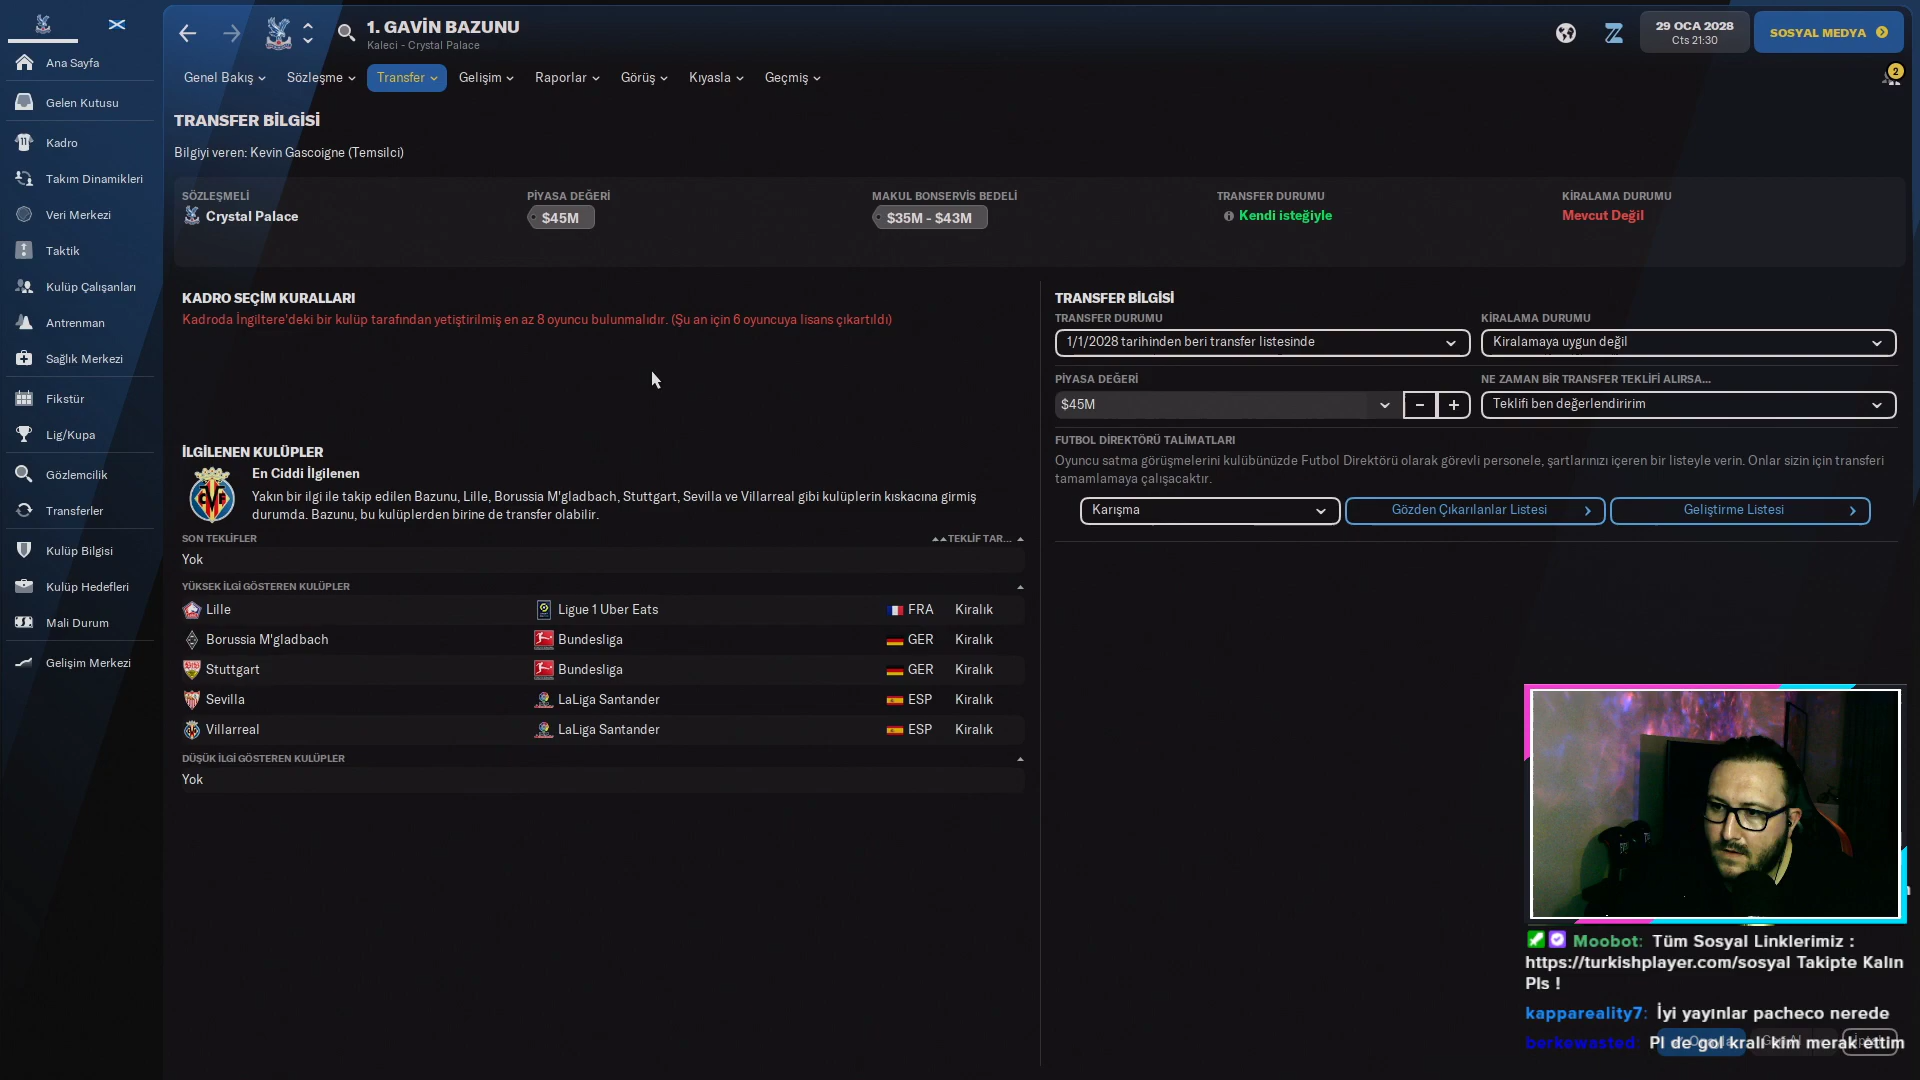 1. GAVİN BAZUNU
Kaleci - Crystal Palace
29 OCA 2028
Cts 21:30
SOSYAL MEDYA
2
Ana Sayfa
Gelen Kutusu
Kadro
Takım Dinamikleri
Veri Merkezi
Taktik
Kulüp Çalışanları
Antrenman
Sağlık Merkezi
Fikstür
Lig/Kupa
Gözlemcilik
Transferler
Kulüp Bilgisi
Kulüp Hedefleri
Mali Durum
Gelişim Merkezi
Genel Bakış Sözleşme Transfer Gelişim Raporlar Görüş Kıyasla Geçmiş
TRANSFER BİLGİSİ
Bilgiyi veren: Kevin Gascoigne (Temsilci)
SÖZLEŞMELİ
Crystal Palace
PİYASA DEĞERİ
$45M
MAKUL BONSERVİS BEDELİ
$35M - $43M
TRANSFER DURUMU
Kendi isteğiyle
KİRALAMA DURUMU
Mevcut Değil
KADRO SEÇİM KURALLARI
Kadroda İngiltere'deki bir kulüp tarafından yetiştirilmiş en az 8 oyuncu bulunmalıdır. (Şu an için 6 oyuncuya lisans çıkartıldı)
İLGİLENEN KULÜPLER
En Ciddi İlgilenen
Yakın bir ilgi ile takip edilen Bazunu, Lille, Borussia M'gladbach, Stuttgart, Sevilla ve Villarreal gibi kulüplerin kıskacına girmiş
durumda. Bazunu, bu kulüplerden birine de transfer olabilir.
SON TEKLİFLER TEKLİF TAR...
Yok
YÜKSEK İLGİ GÖSTEREN KULÜPLER
Lille Ligue 1 Uber Eats FRA Kiralık
Borussia M'gladbach Bundesliga GER Kiralık
Stuttgart Bundesliga GER Kiralık
Sevilla LaLiga Santander ESP Kiralık
Villarreal LaLiga Santander ESP Kiralık
DÜŞÜK İLGİ GÖSTEREN KULÜPLER
Yok
TRANSFER BİLGİSİ
TRANSFER DURUMU
1/1/2028 tarihinden beri transfer listesinde
KİRALAMA DURUMU
Kiralamaya uygun değil
PİYASA DEĞERİ
$45M
NE ZAMAN BİR TRANSFER TEKLİFİ ALIRSA...
Teklifi ben değerlendiririm
FUTBOL DİREKTÖRÜ TALİMATLARI
Oyuncu satma görüşmelerini kulübünüzde Futbol Direktörü olarak görevli personele, şartlarınızı içeren bir listeyle verin. Onlar sizin için transferi
tamamlamaya çalışacaktır.
Karışma
Gözden Çıkarılanlar Listesi
Geliştirme Listesi
Moobot: Tüm Sosyal Linklerimiz :
https://turkishplayer.com/sosyal Takipte Kalın
Pls !
kappareality7: İyi yayınlar pacheco nerede
berkewasted: Pl de gol kralı kim merak ettim